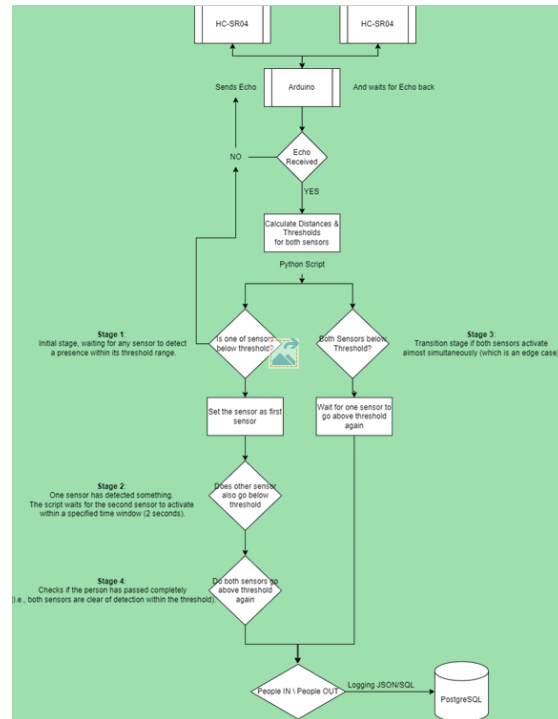 HC-SR04
HC-SR04
Sends Echo
Arduino
And waits for Echo back
Echo
Received
NO
YES
Calculate Distances &
Thresholds
for both sensors
Python Script
Stage 1:
Initial stage, waiting for any sensor to detect
a presence within its threshold range.
Is one of sensors
below threshold?
Both Sensors below
Threshold?
Stage 3:
Transition stage if both sensors activate
almost simultaneously (which is an edge case)
Set the sensor as first
sensor
Wait for one sensor to
go above threshold
again
Stage 2:
One sensor has detected something.
The script waits for the second sensor to activate
within a specified time window (2 seconds).
Does other sensor
also go below
threshold
Stage 4:
Checks if the person has passed completely
(i.e., both sensors are clear of detection within the threshold).
Do both sensors go
above threshold
again
People IN \ People OUT
Logging JSON/SQL
PostgreSQL